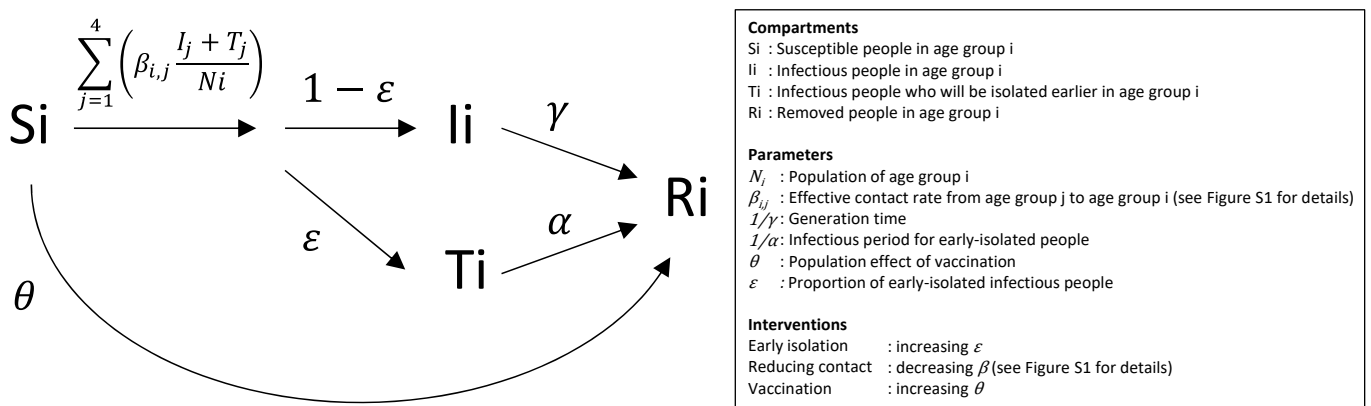 4
∑ (β_{i,j} (I_j + T_j) / Ni)
j=1
1 − ε
Si
Ii
γ
Ri
ε
α
Ti
θ
Compartments
Si : Susceptible people in age group i
Ii : Infectious people in age group i
Ti : Infectious people who will be isolated earlier in age group i
Ri : Removed people in age group i
Parameters
N_i : Population of age group i
β_{i,j} : Effective contact rate from age group j to age group i (see Figure S1 for details)
1/γ : Generation time
1/α : Infectious period for early-isolated people
θ : Population effect of vaccination
ε : Proportion of early-isolated infectious people
Interventions
Early isolation : increasing ε
Reducing contact : decreasing β (see Figure S1 for details)
Vaccination : increasing θ